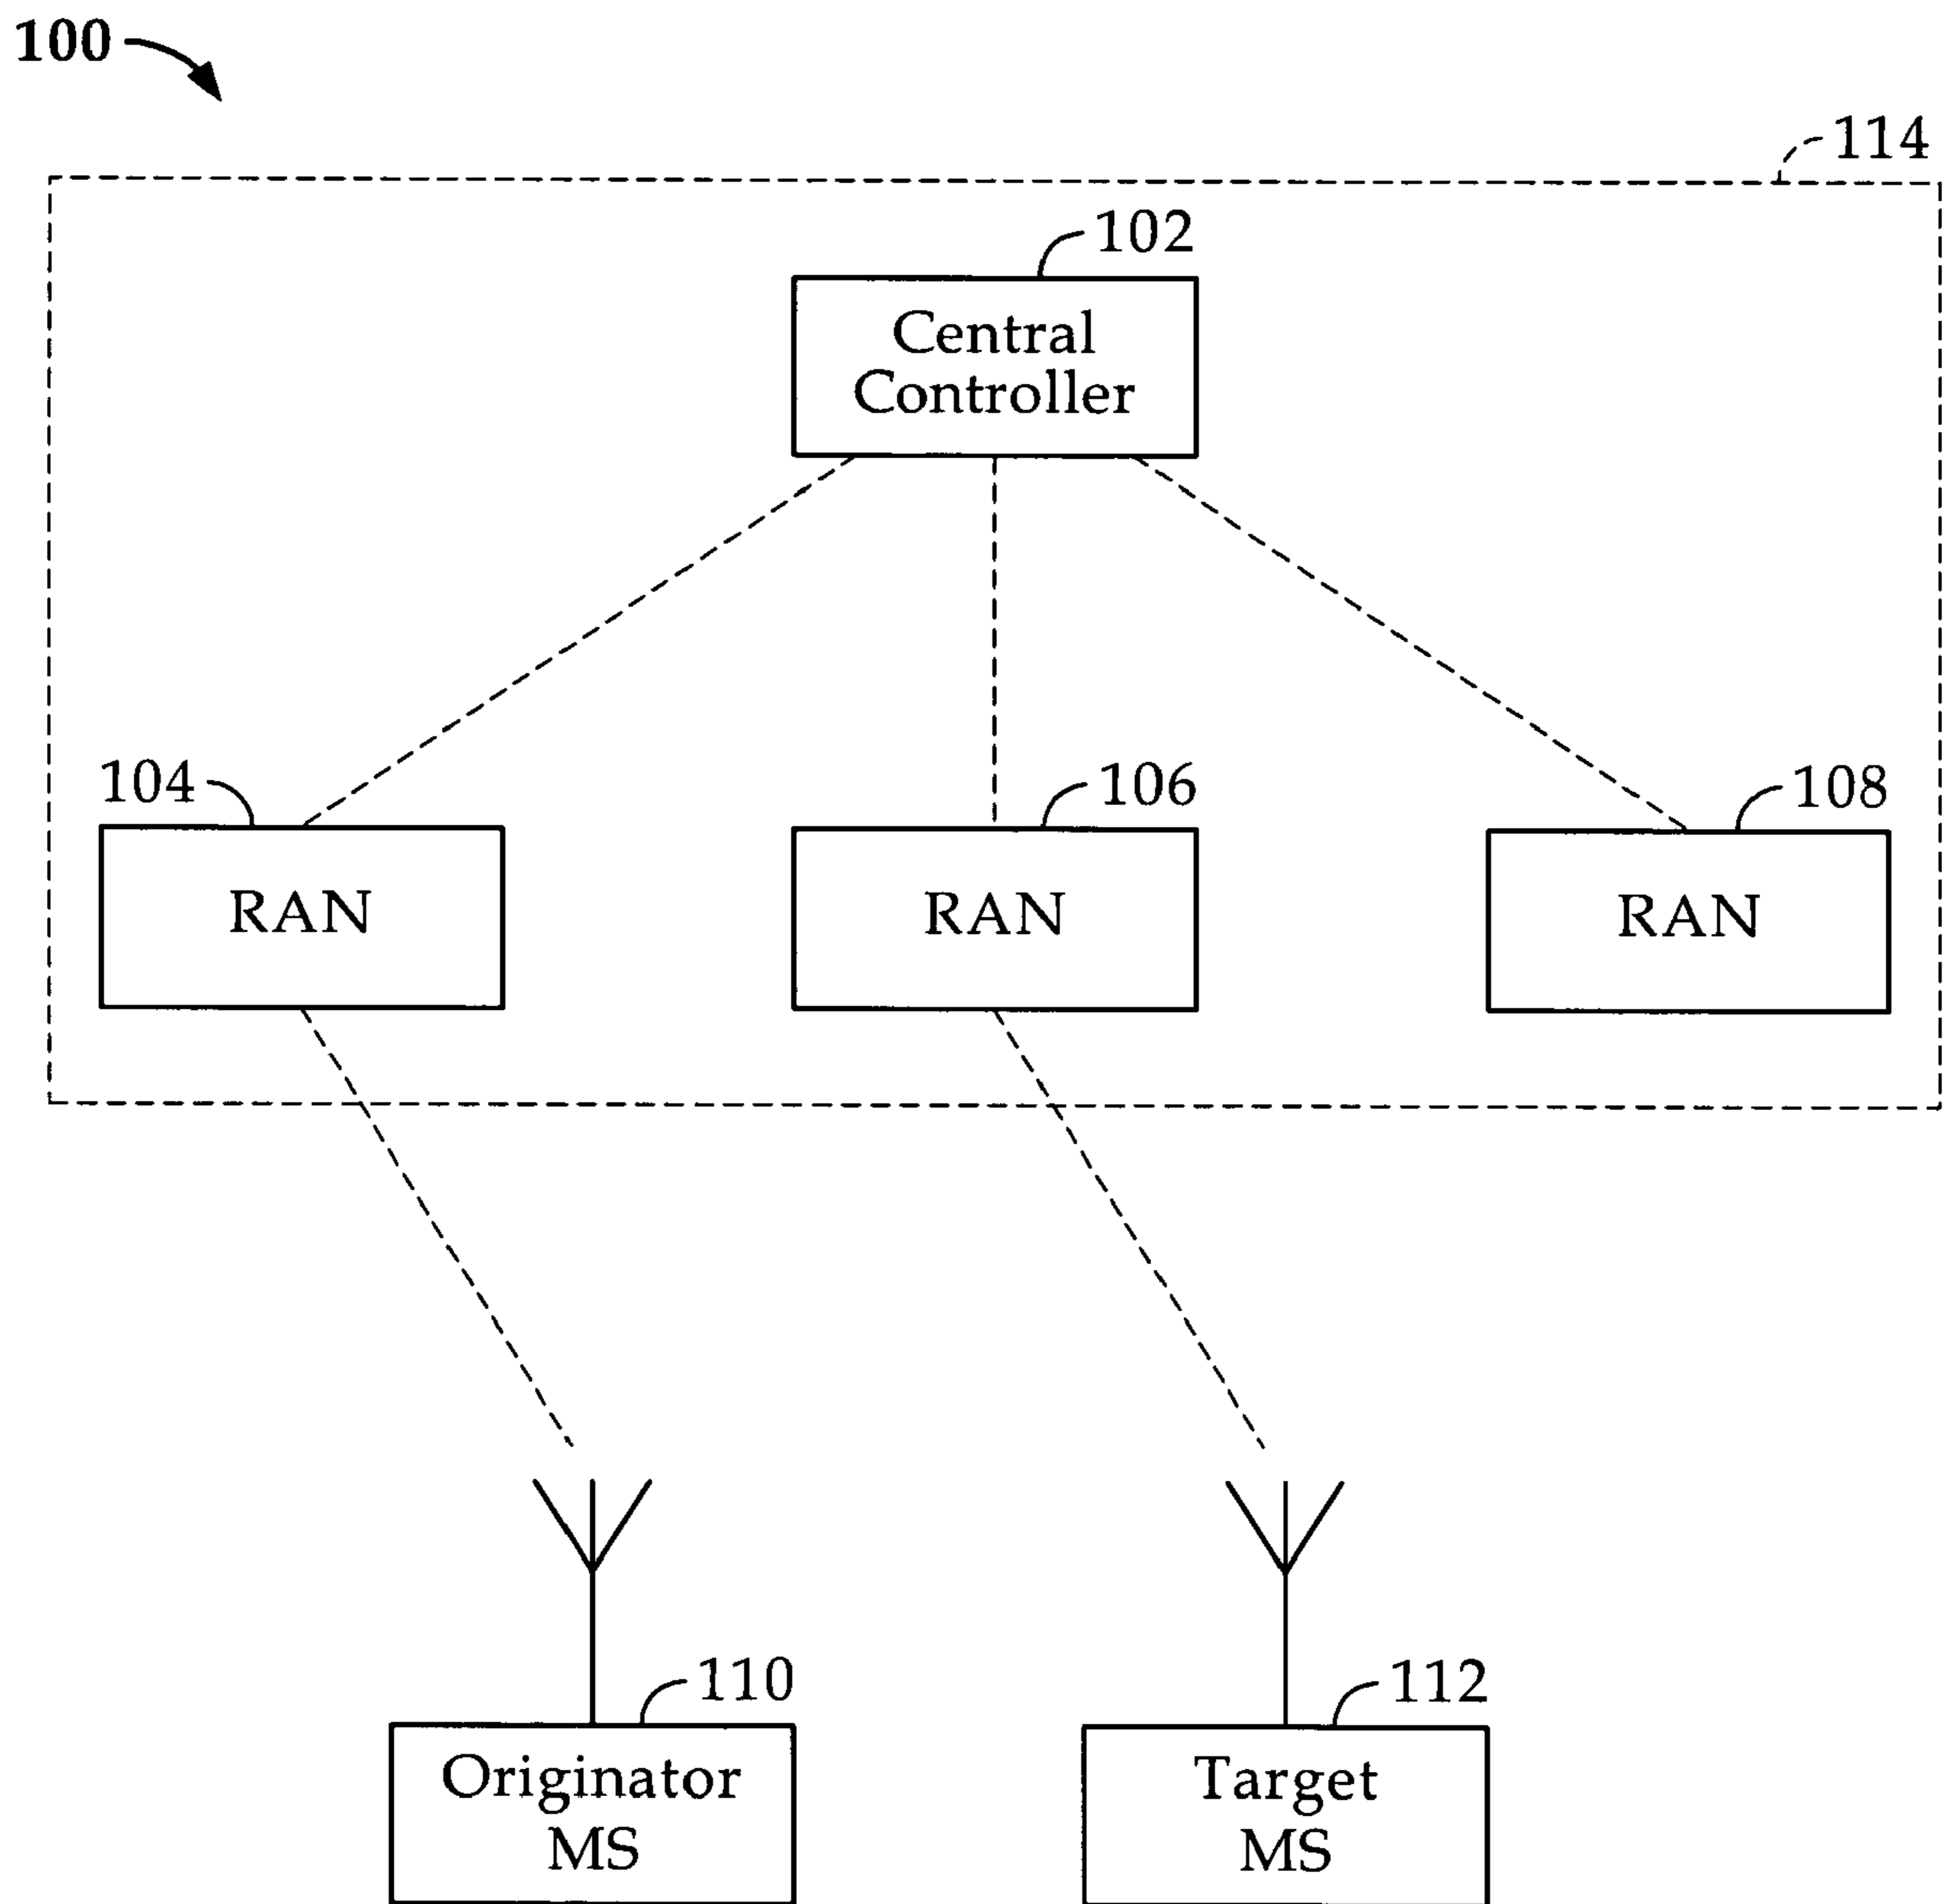 100
114
102
Central
Controller
104
106
108
RAN
RAN
RAN
110
112
Originator
MS
Target
MS